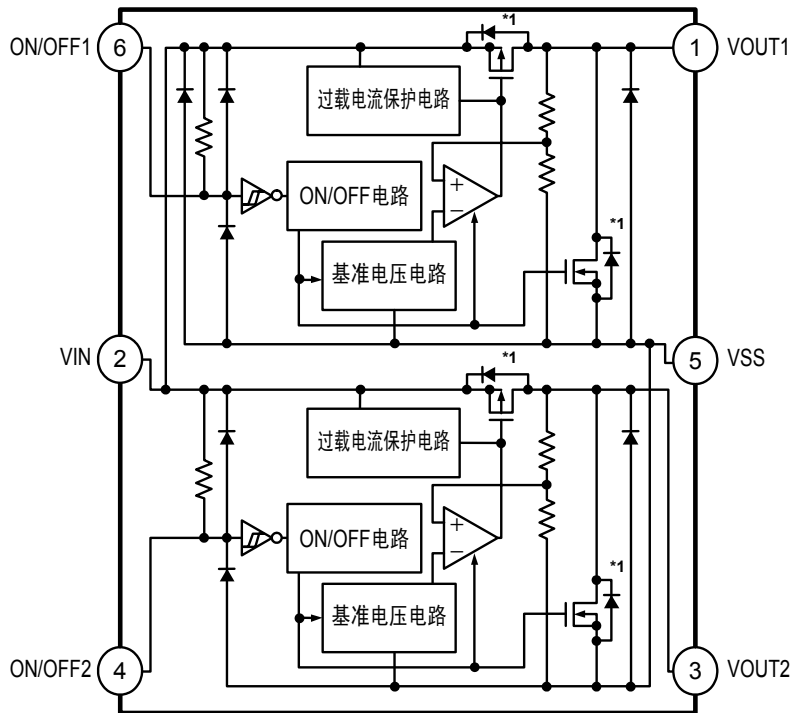 *1
ON/OFF1
6
1
VOUT1
过载电流保护电路
+
−
ON/OFF电路
*1
基准电压电路
VIN
2
5
VSS
*1
过载电流保护电路
+
−
ON/OFF电路
*1
基准电压电路
ON/OFF2
4
3
VOUT2